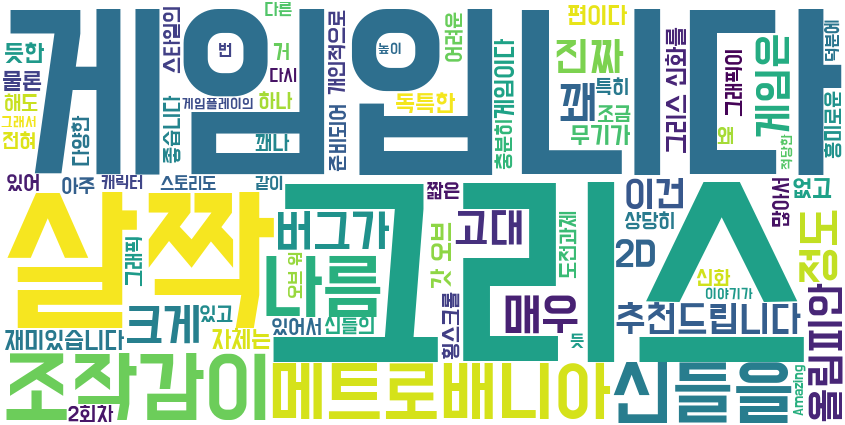 게임입니다
듯한
물론
해도
그래서
전혀
다양한
스타일의
좋습니다
번
게임플레이의
다른
거
다시
하나
꽤나
개인적으로
준비되어
높이
독특한
어려운
충분히
게임이다
편이다
진짜
꽤
특히
조금
무기가
그리스 신화를
그래픽이
왜
게임은
적당한
덕분에
흥미로운
있어
아주
캐릭터
스토리도
같이
살짝
그래픽
버그가
나름
오브 워
그리스
짧은
갓 오브
고대
매우
횡스크롤
도전과제
듯
이건
상당히
2D
신화
이야기가
많아서
없고
정도
올림피안
추천드립니다
크게
있고
자체는
있어서
신들의
재미있습니다
조작감이
2회차
메트로배니아
신들을
Amazing